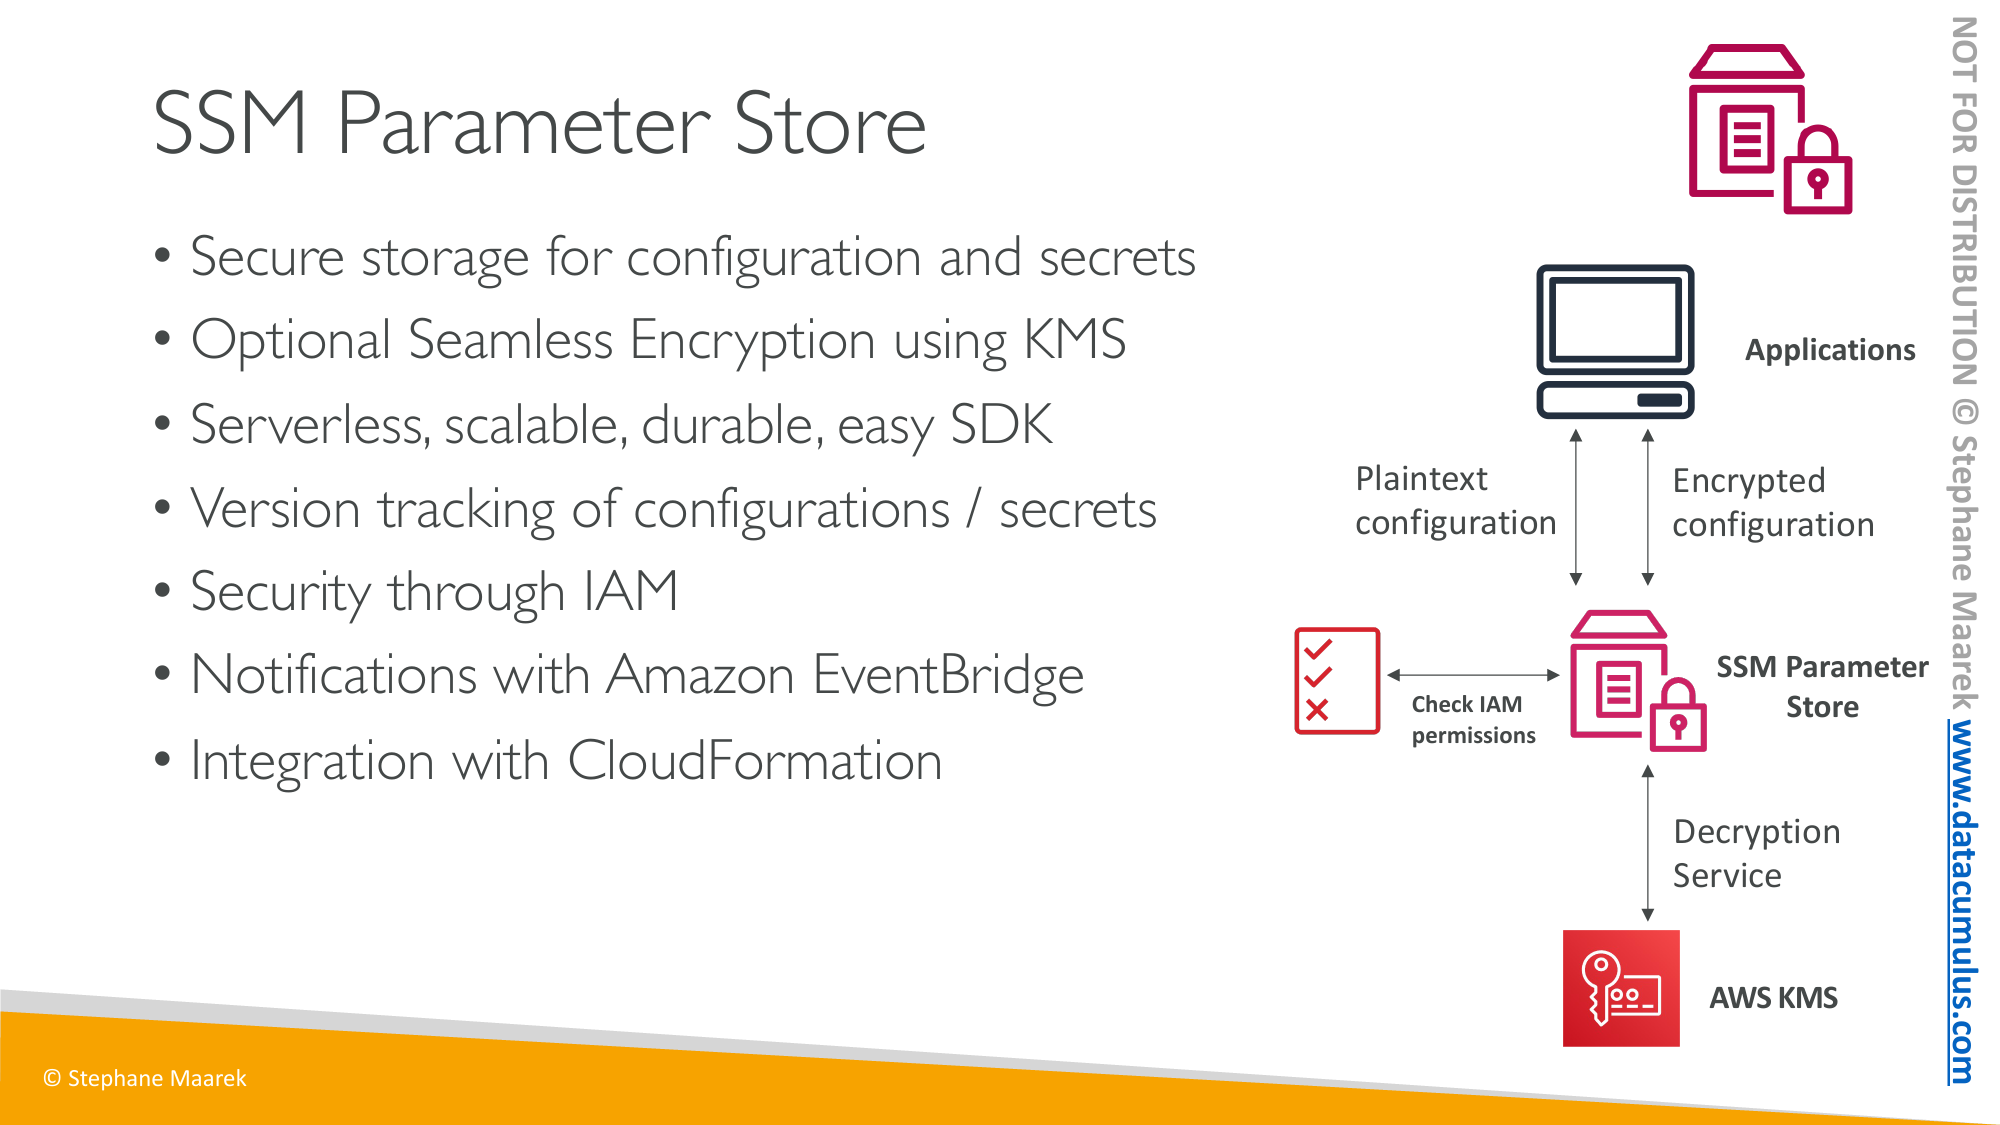 SSM Parameter Store
• Secure storage for configuration and secrets
• Optional Seamless Encryption using KMS
• Serverless, scalable, durable, easy SDK
• Version tracking of configurations / secrets
• Security through IAM
• Notifications with Amazon EventBridge
• Integration with CloudFormation
Applications
Plaintext
configuration
Encrypted
configuration
Check IAM
permissions
SSM Parameter
Store
Decryption
Service
AWS KMS
© Stephane Maarek
NOT FOR DISTRIBUTION © Stephane Maarek www.datacumulus.com